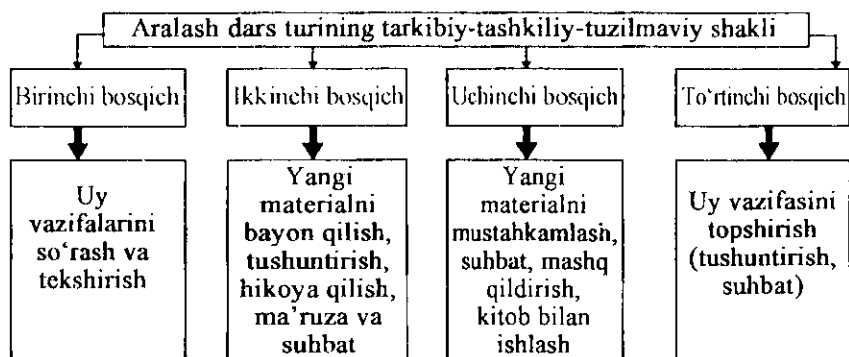 Aralash dars turining tarkibiy-tashkiliy-tuzilmaviy shakli
Birinchi bosqich
Ikkinchi bosqich
Uchinchi bosqich
To‘rtinchi bosqich
Uy
vazifalarini
so‘rash va
tekshirish
Yangi
materialni
bayon qilish,
tushuntirish,
hikoya qilish,
ma’ruza va
suhbat
Yangi
materialni
mustahkamlash,
suhbat, mashq
qildirish,
kitob bilan
ishlash
Uy vazifasini
topshirish
(tushuntirish,
suhbat)